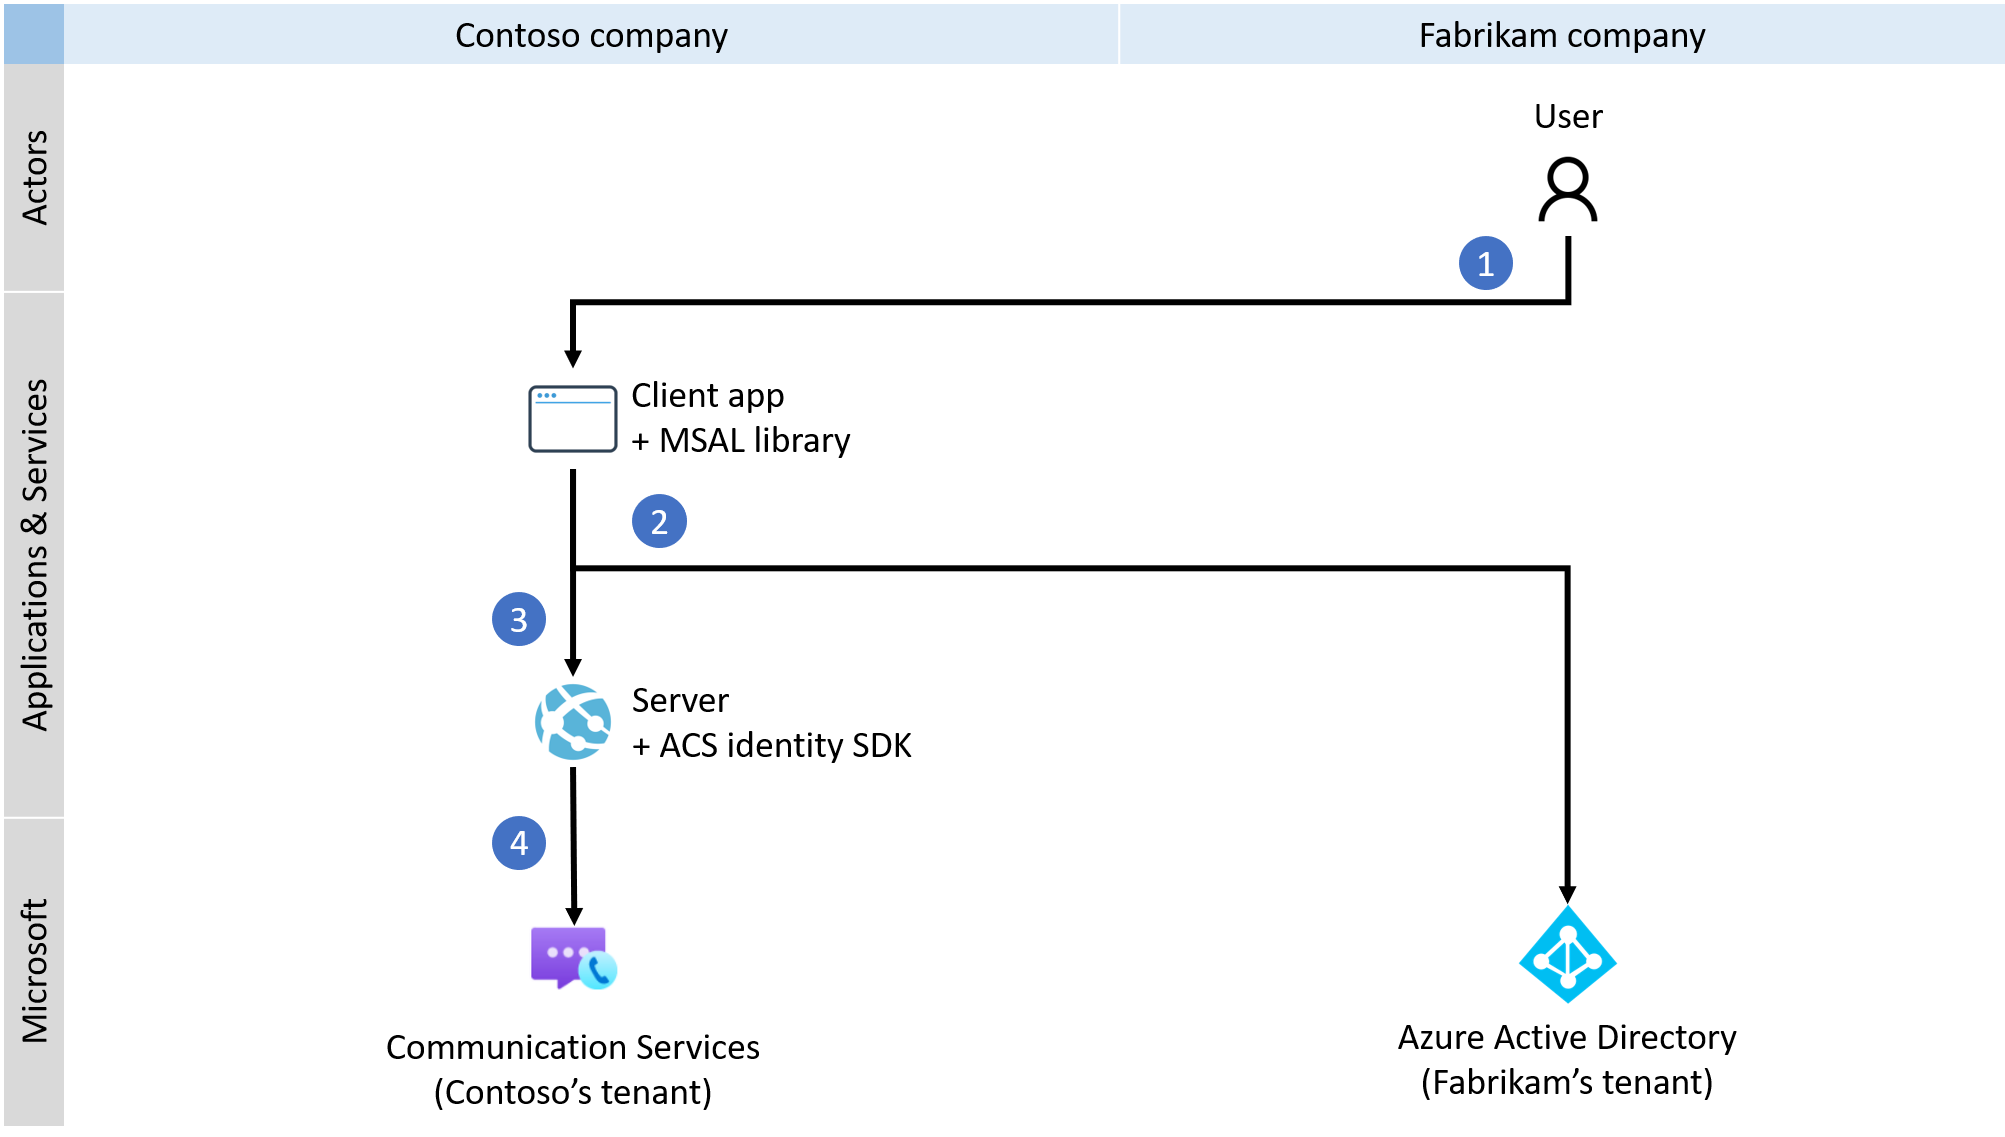 Contoso company
Fabrikam company
Actors
User
1
Applications & Services
Client app
+ MSAL library
2
3
Server
+ ACS identity SDK
4
Microsoft
Communication Services
(Contoso’s tenant)
Azure Active Directory
(Fabrikam’s tenant)